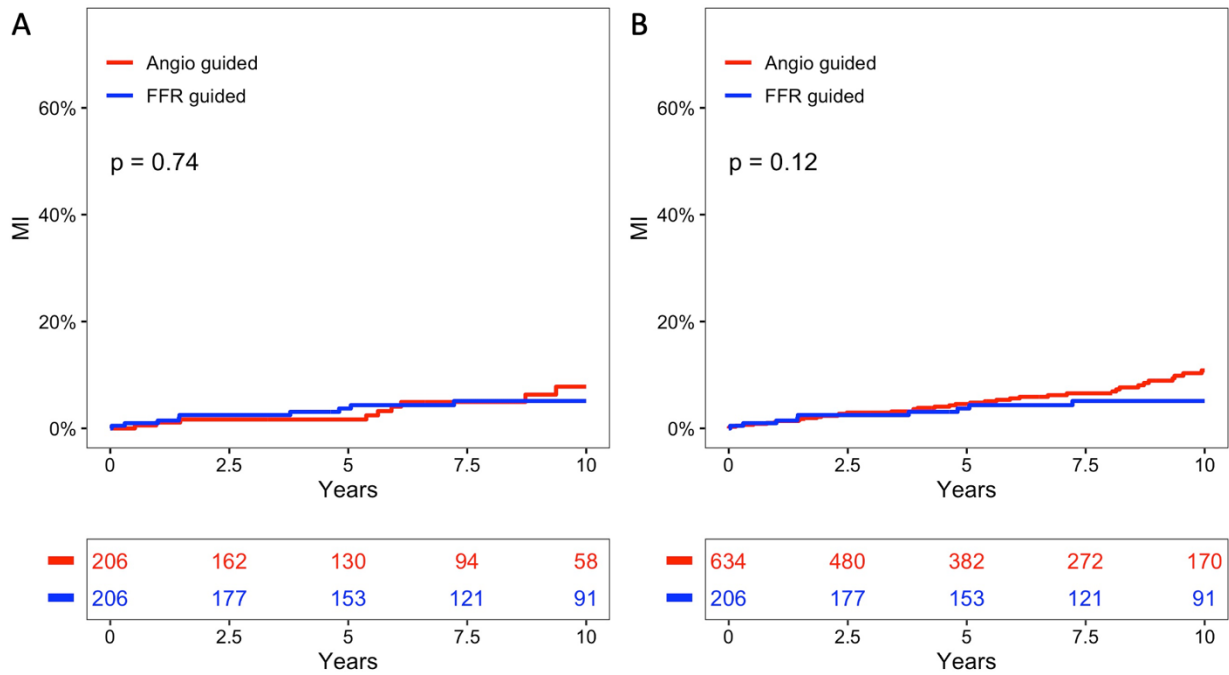 A
Angio guided
FFR guided
p = 0.74
60%
40%
20%
0%
MI
0 2.5 5 7.5 10
Years
206 162 130 94 58
206 177 153 121 91
0 2.5 5 7.5 10
Years
B
Angio guided
FFR guided
p = 0.12
60%
40%
20%
0%
MI
0 2.5 5 7.5 10
Years
634 480 382 272 170
206 177 153 121 91
0 2.5 5 7.5 10
Years